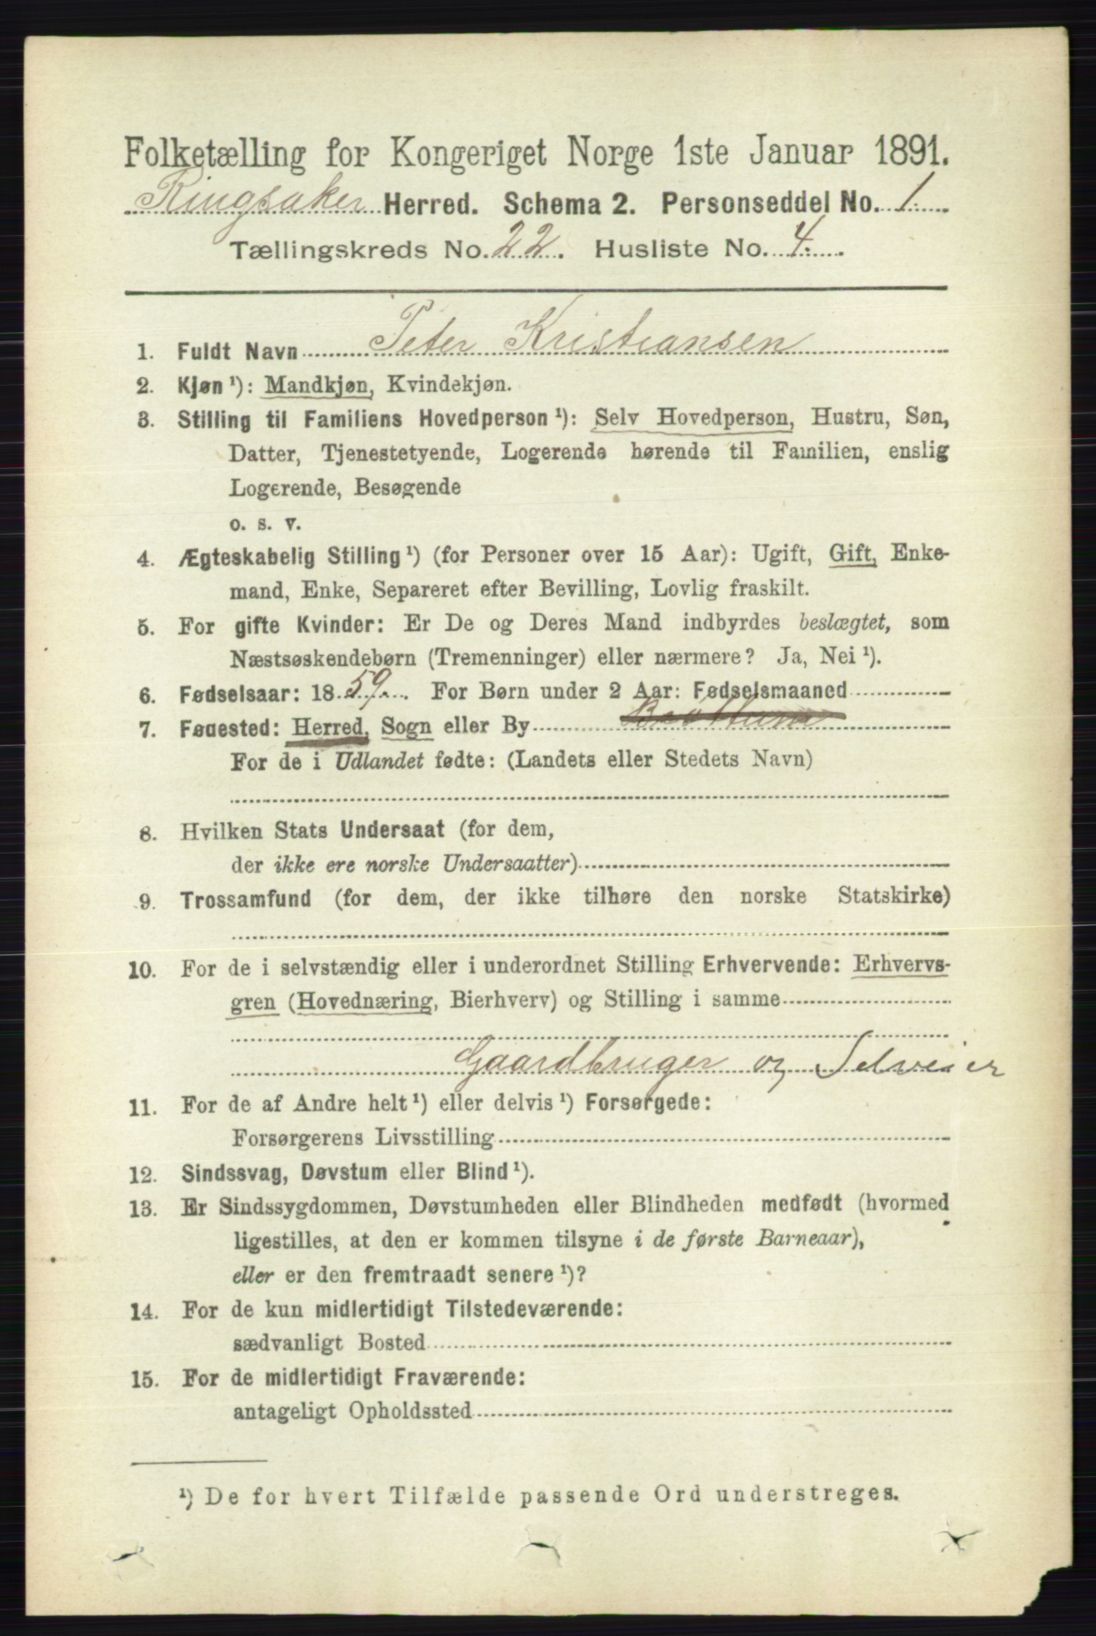 Folketælling for Kongeriget Norge 1ste Januar 1891.
Ringsaker Herred. Schema 2. Personseddel No. 1.
Tællingskreds No. 22. Husliste No. 4.
1. Fuldt Navn Peter Kristiansen
2. Kjøn ¹): Mandkjøn, Kvindekjøn.
3. Stilling til Familiens Hovedperson ¹): Selv Hovedperson, Hustru, Søn,
Datter, Tjenestetyende, Logerende hørende til Familien, enslig
Logerende, Besøgende
o. s. v.
4. Ægteskabelig Stilling ¹) (for Personer over 15 Aar): Ugift, Gift, Enke-
mand, Enke, Separeret efter Bevilling, Lovlig fraskilt.
5. For gifte Kvinder: Er De og Deres Mand indbyrdes beslægtet, som
Næstsøskendebørn (Tremenninger) eller nærmere? Ja, Nei ¹).
6. Fødselsaar: 1859. For Børn under 2 Aar: Fødselsmaaned
7. Føuested: Herred, Sogn eller By
For de i Udlandet fødte: (Landets eller Stedets Navn)
8. Hvilken Stats Undersaat (for dem,
der ikke ere norske Undersaatter)
9. Trossamfund (for dem, der ikke tilhøre den norske Statskirke)
10. For de i selvstændig eller i underordnet Stilling Erhvervende: Erhvervs-
gren (Hovednæring, Bierhverv) og Stilling i samme
Gaardbruger og Selveier
11. For de af Andre helt ¹) eller delvis ¹) Forsørgede:
Forsørgerens Livsstilling
12. Sindssvag, Døvstum eller Blind ¹).
13. Er Sindssygdommen, Døvstumheden eller Blindheden medfødt (hvormed
ligestilles, at den er kommen tilsyne i de første Barneaar),
eller er den fremtraadt senere ¹)?
14. For de kun midlertidigt Tilstedeværende:
sædvanligt Bosted
15. For de midlertidigt Fraværende:
antageligt Opholdssted
¹) De for hvert Tilfælde passende Ord understreges.